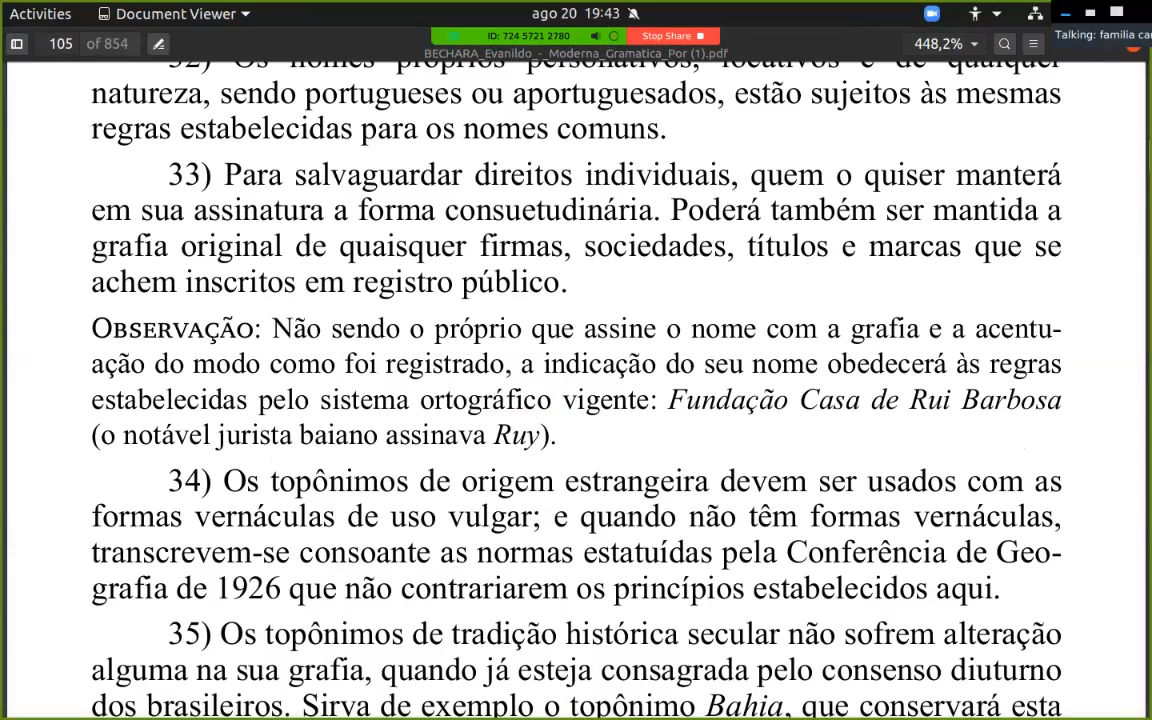 Activities Document Viewer ago 20 19:43
105 of 854 ID: 724 5721 2780 Stop Share 448,2% Talking: familia car
BECHARA_Evanildo_-_Moderna_Gramatica_Por (1).pdf
32) Os nomes próprios personativos, locativos e de qualquer
natureza, sendo portugueses ou aportuguesados, estão sujeitos às mesmas
regras estabelecidas para os nomes comuns.
33) Para salvaguardar direitos individuais, quem o quiser manterá
em sua assinatura a forma consuetudinária. Poderá também ser mantida a
grafia original de quaisquer firmas, sociedades, títulos e marcas que se
achem inscritos em registro público.
OBSERVAÇÃO: Não sendo o próprio que assine o nome com a grafia e a acentu-
ação do modo como foi registrado, a indicação do seu nome obedecerá às regras
estabelecidas pelo sistema ortográfico vigente: Fundação Casa de Rui Barbosa
(o notável jurista baiano assinava Ruy).
34) Os topônimos de origem estrangeira devem ser usados com as
formas vernáculas de uso vulgar; e quando não têm formas vernáculas,
transcrevem-se consoante as normas estatuídas pela Conferência de Geo-
grafia de 1926 que não contrariarem os princípios estabelecidos aqui.
35) Os topônimos de tradição histórica secular não sofrem alteração
alguma na sua grafia, quando já esteja consagrada pelo consenso diuturno
dos brasileiros. Sirva de exemplo o topônimo Bahia, que conservará esta